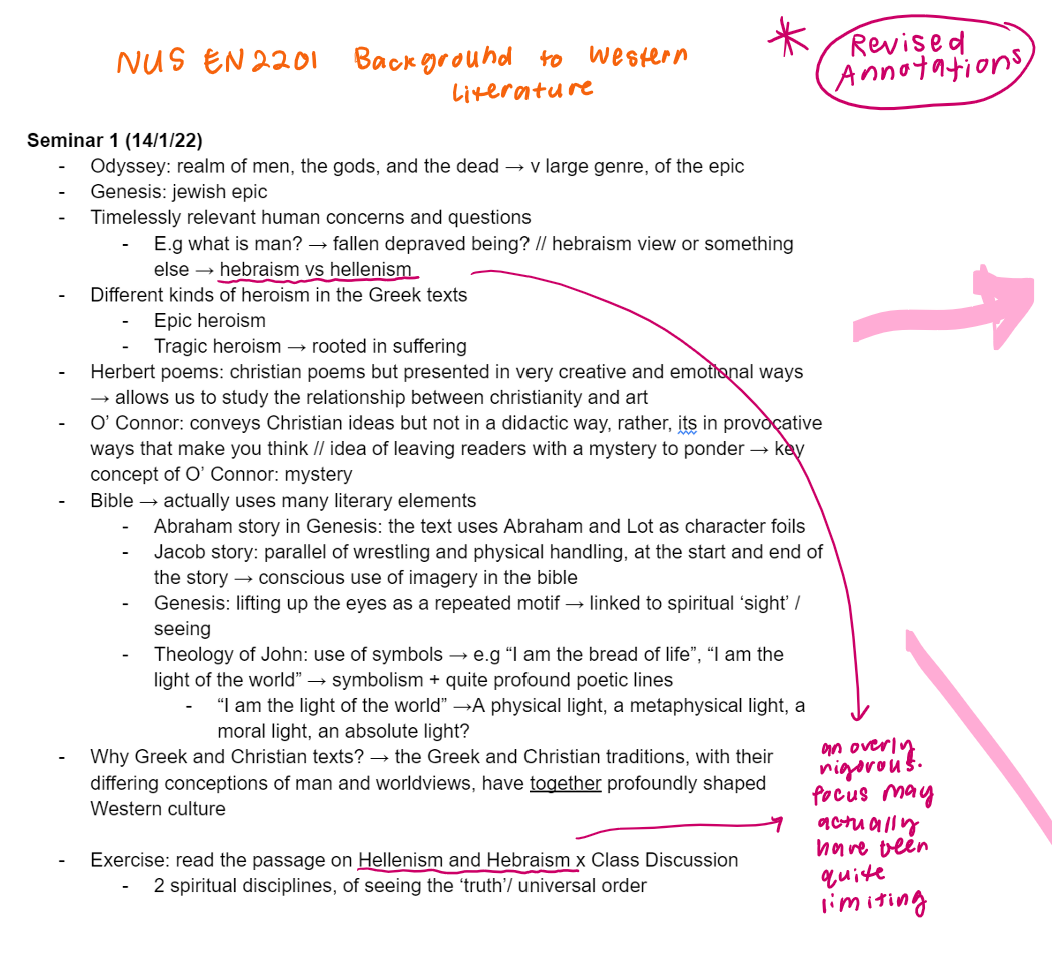 NUS EN2201 Background to Western
Literature
* Revised
Annotations
Seminar 1 (14/1/22)
- Odyssey: realm of men, the gods, and the dead → v large genre, of the epic
- Genesis: jewish epic
- Timelessly relevant human concerns and questions
- E.g what is man? → fallen depraved being? // hebraism view or something
else → hebraism vs hellenism
- Different kinds of heroism in the Greek texts
- Epic heroism
- Tragic heroism → rooted in suffering
- Herbert poems: christian poems but presented in very creative and emotional ways
→ allows us to study the relationship between christianity and art
- O’ Connor: conveys Christian ideas but not in a didactic way, rather, its in provocative
ways that make you think // idea of leaving readers with a mystery to ponder → key
concept of O’ Connor: mystery
- Bible → actually uses many literary elements
- Abraham story in Genesis: the text uses Abraham and Lot as character foils
- Jacob story: parallel of wrestling and physical handling, at the start and end of
the story → conscious use of imagery in the bible
- Genesis: lifting up the eyes as a repeated motif → linked to spiritual ‘sight’ /
seeing
- Theology of John: use of symbols → e.g “I am the bread of life”, “I am the
light of the world” → symbolism + quite profound poetic lines
- “I am the light of the world” →A physical light, a metaphysical light, a
moral light, an absolute light?
- Why Greek and Christian texts? → the Greek and Christian traditions, with their
differing conceptions of man and worldviews, have together profoundly shaped
Western culture
- Exercise: read the passage on Hellenism and Hebraism x Class Discussion
- 2 spiritual disciplines, of seeing the ‘truth’/ universal order
an overly
rigorous
focus may
actually
have been
quite
limiting